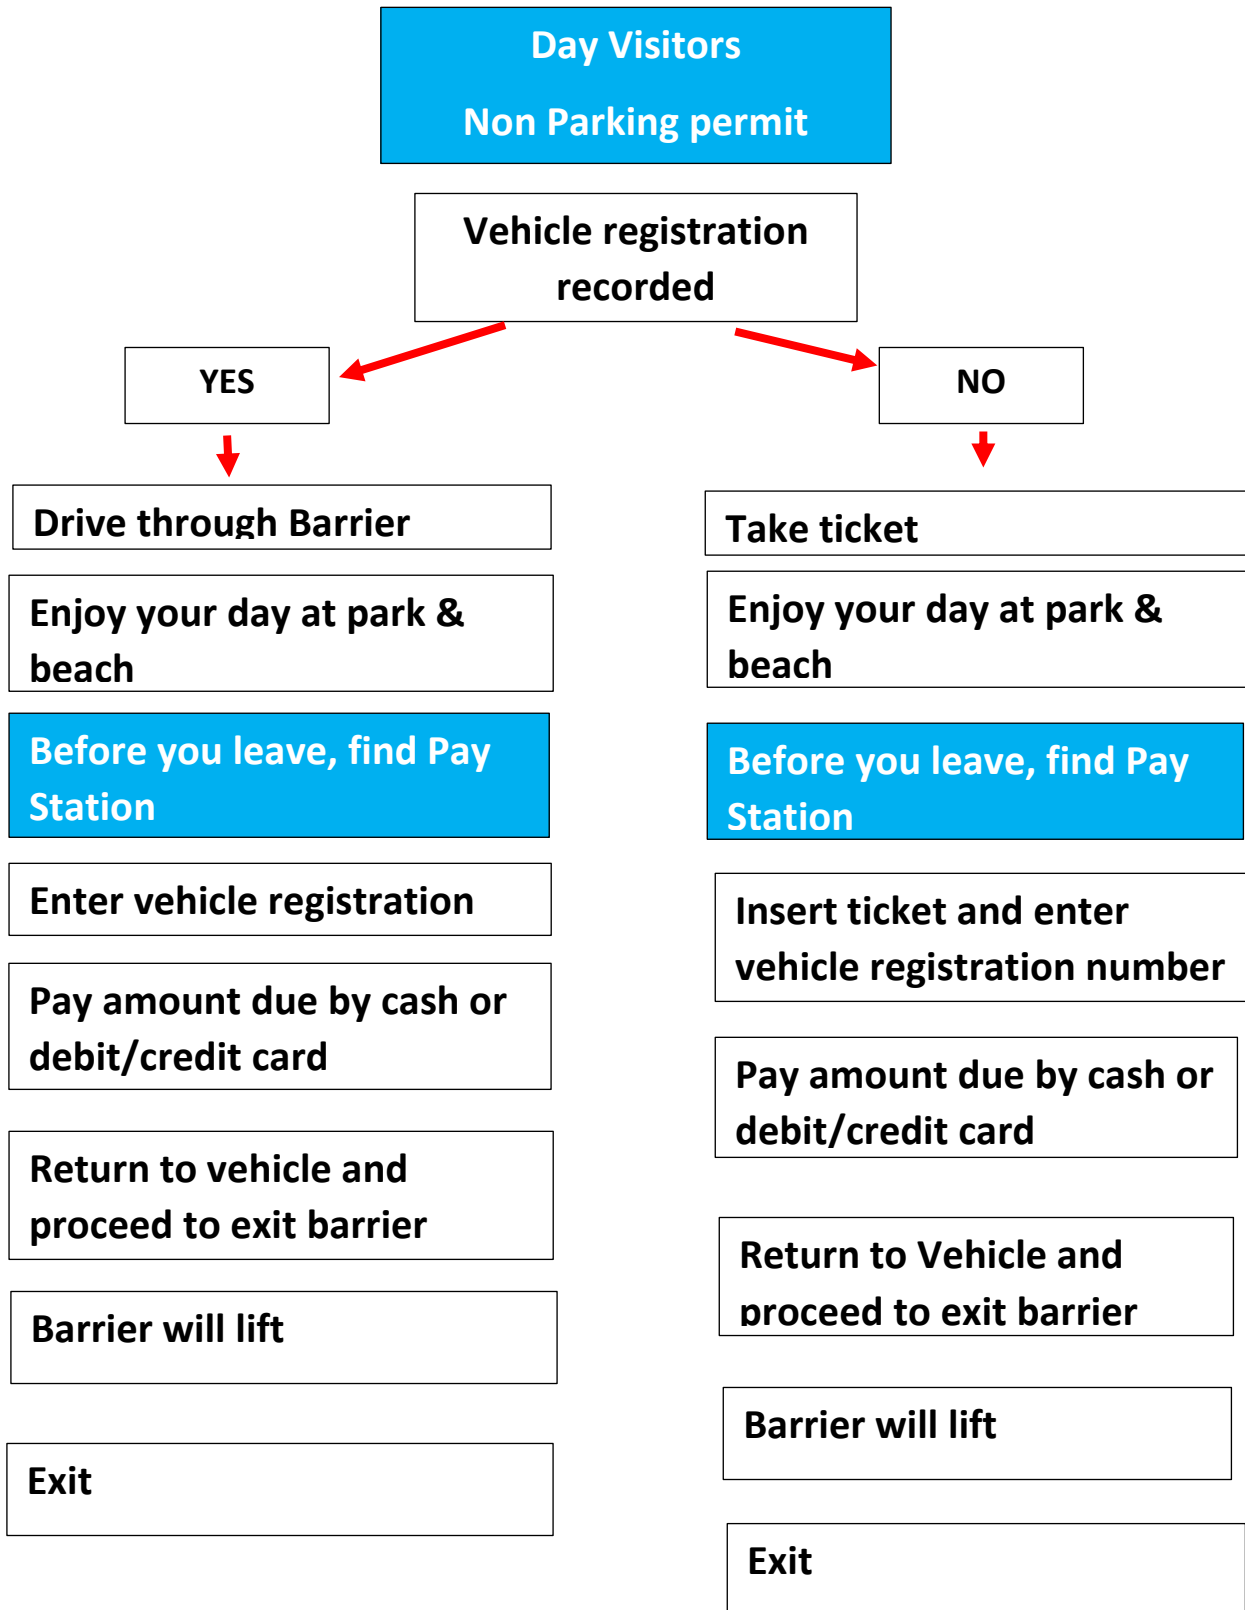 Day Visitors
Non Parking permit
Vehicle registration
recorded
YES
NO
Drive through Barrier
Enjoy your day at park &
beach
Before you leave, find Pay
Station
Enter vehicle registration
Pay amount due by cash or
debit/credit card
Return to vehicle and
proceed to exit barrier
Barrier will lift
Exit
Take ticket
Enjoy your day at park &
beach
Before you leave, find Pay
Station
Insert ticket and enter
vehicle registration number
Pay amount due by cash or
debit/credit card
Return to Vehicle and
proceed to exit barrier
Barrier will lift
Exit